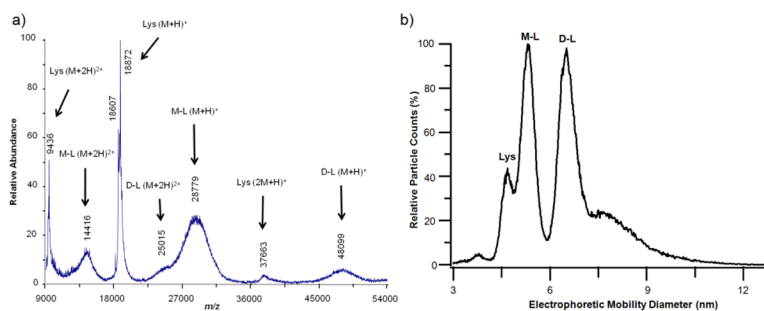 a)
Lys (M+H)⁺
18872
Lys (M+2H)²⁺
18607
9436
M-L (M+H)⁺
M-L (M+2H)²⁺
D-L (M+2H)²⁺
28779
Lys (2M+H)⁺
D-L (M+H)⁺
14416
25015
37663
48099
Relative Abundance
100
80
60
40
20
0
9000
18000
27000
36000
45000
54000
m/z
b)
M-L
D-L
Lys
Relative Particle Counts (%)
100
80
60
40
20
0
3
6
9
12
Electrophoretic Mobility Diameter (nm)